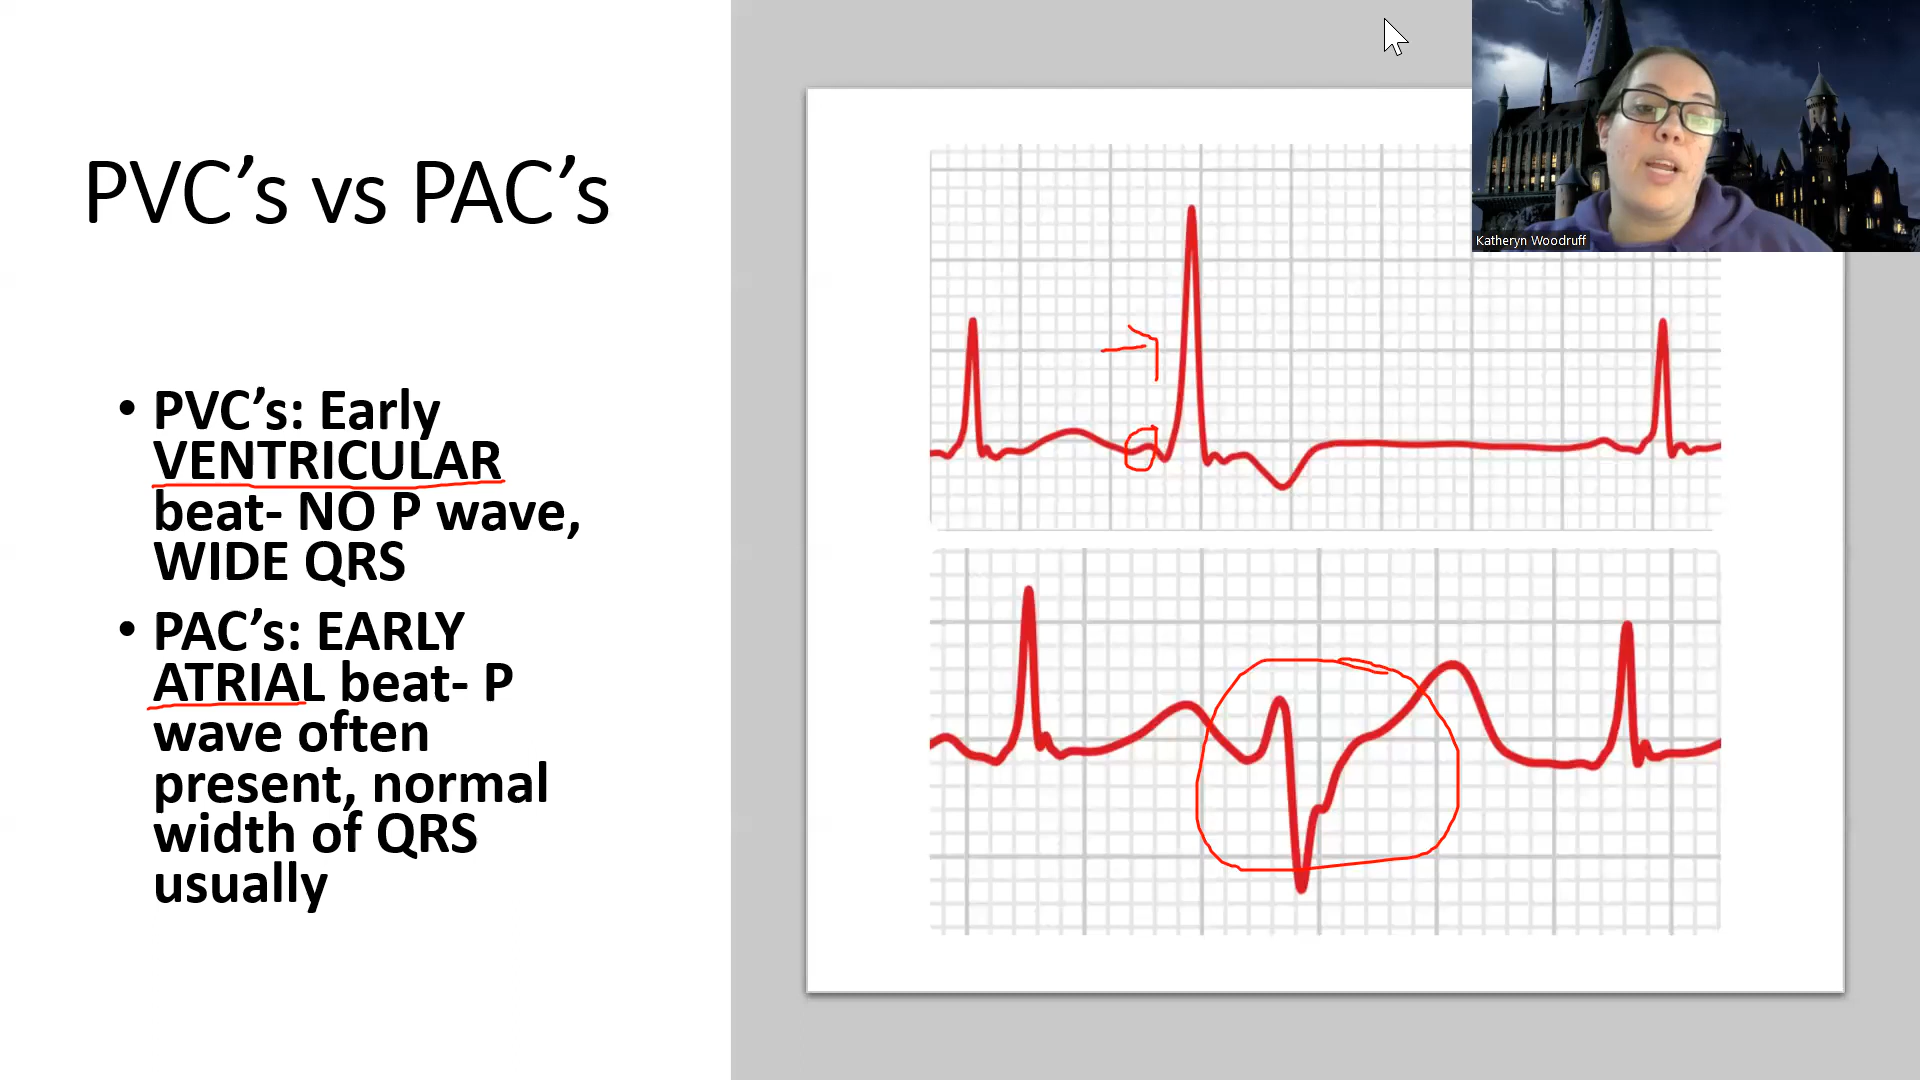 PVC’s vs PAC’s
• PVC’s: Early
VENTRICULAR
beat- NO P wave,
WIDE QRS
• PAC’s: EARLY
ATRIAL beat- P
wave often
present, normal
width of QRS
usually
Katheryn Woodruff